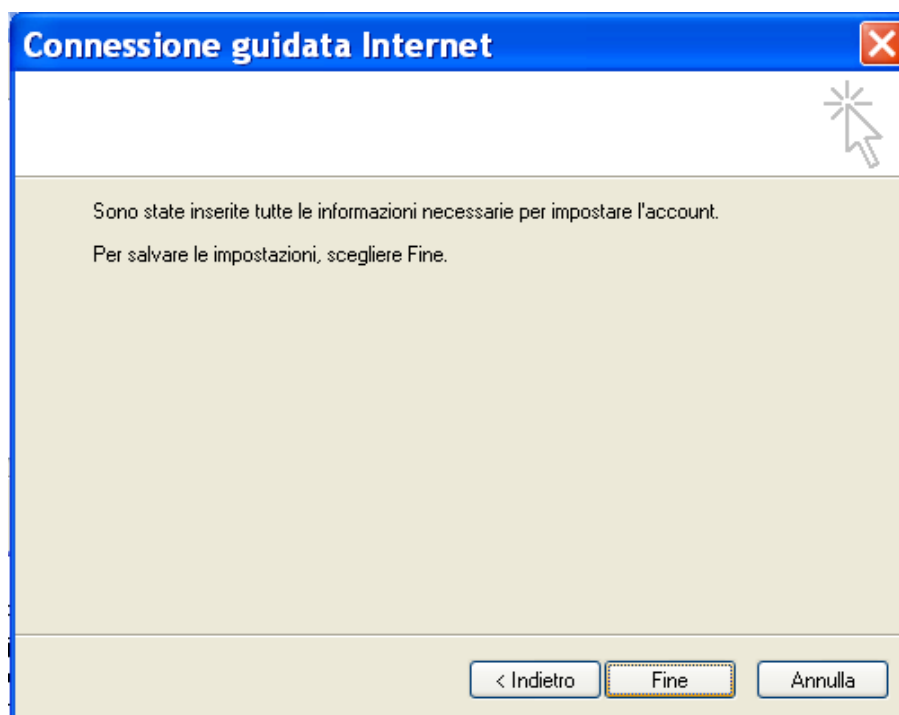 Connessione guidata Internet
Sono state inserite tutte le informazioni necessarie per impostare l'account.
Per salvare le impostazioni, scegliere Fine.
< Indietro Fine Annulla